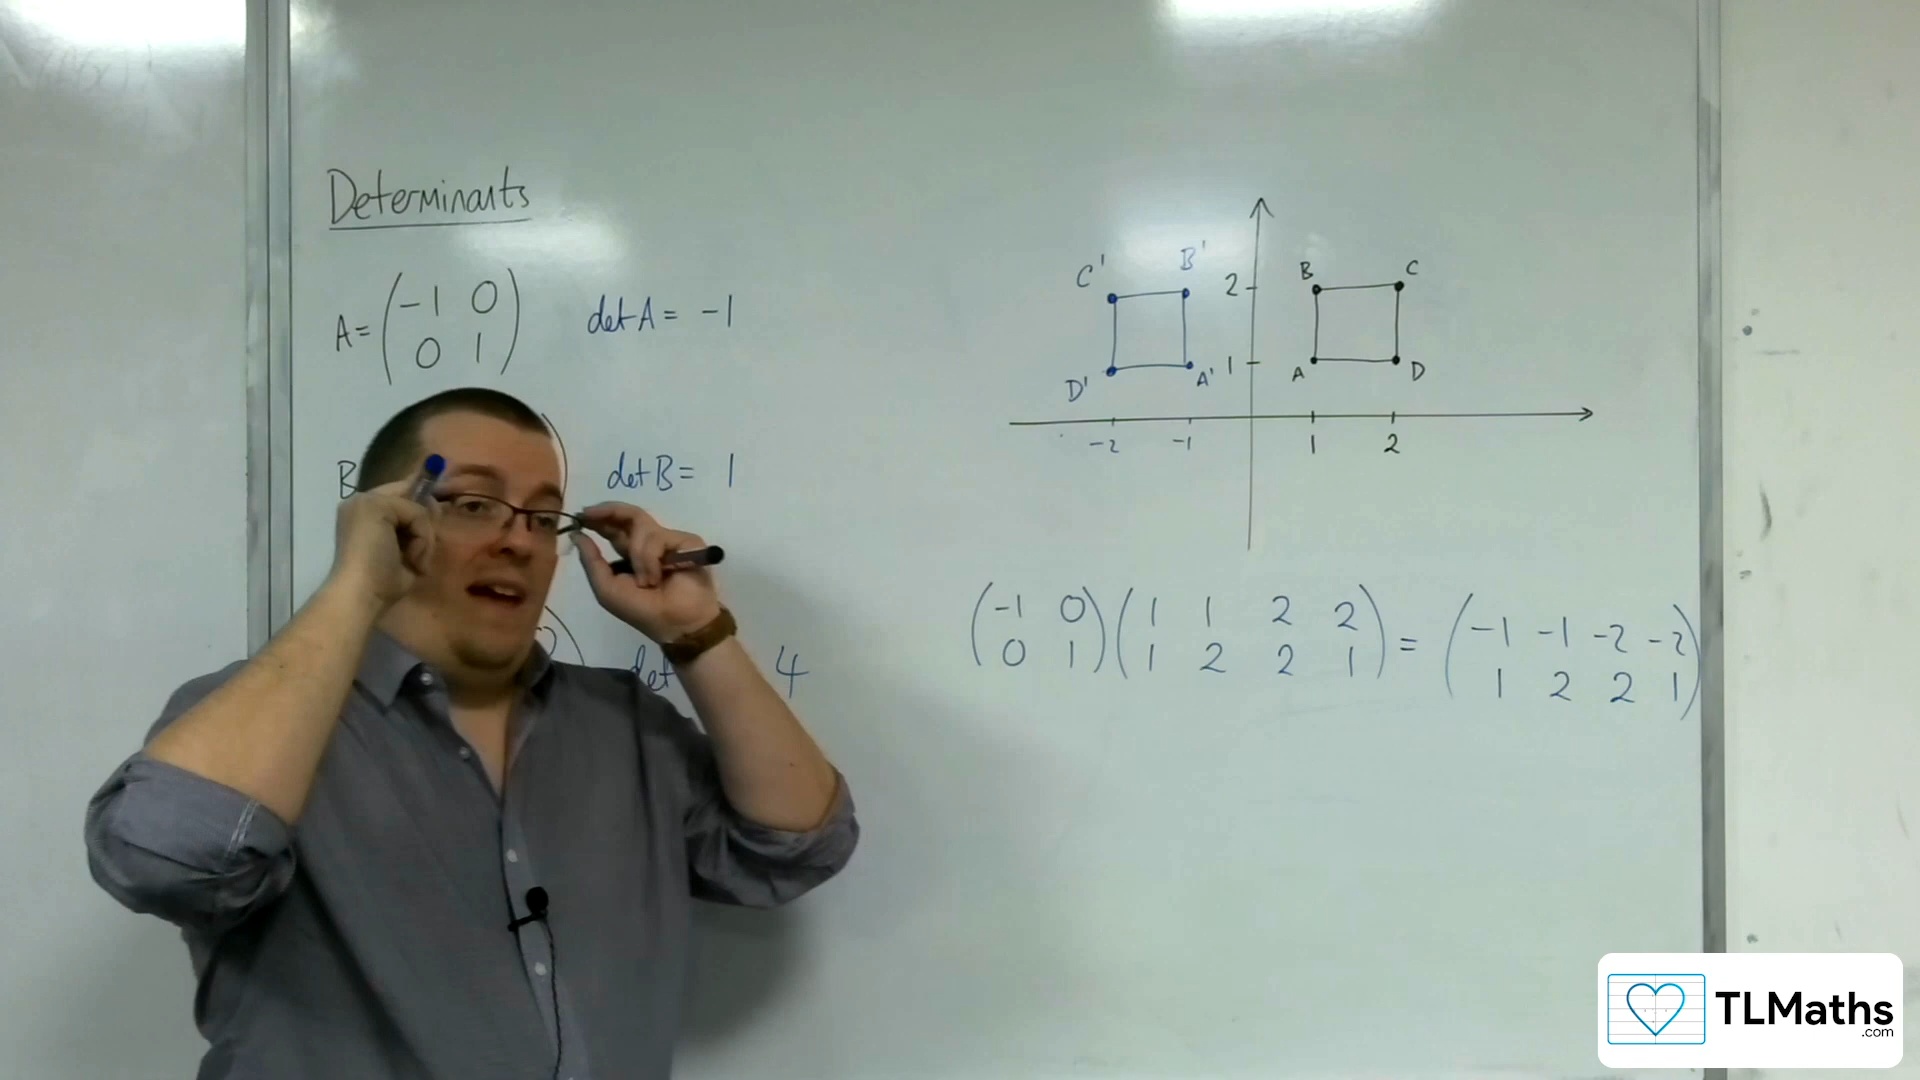 Determinants
A = (-1 0
0 1) det A = -1
B det B = 1
det 4
C' B' 2 B C
D' A' 1 A D
-2 -1 1 2
(-1 0
0 1) (1 1 2 2
1 2 2 1) = (-1 -1 -2 -2
1 2 2 1)
TLMaths
.com